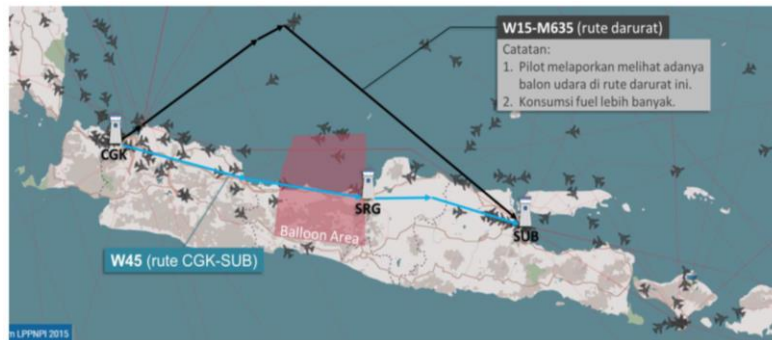 W15-M635 (rute darurat)
Catatan:
1. Pilot melaporkan melihat adanya
balon udara di rute darurat ini.
2. Konsumsi fuel lebih banyak.
CGK
SRG
SUB
Balloon Area
W45 (rute CGK-SUB)
m LPPNPI 2015